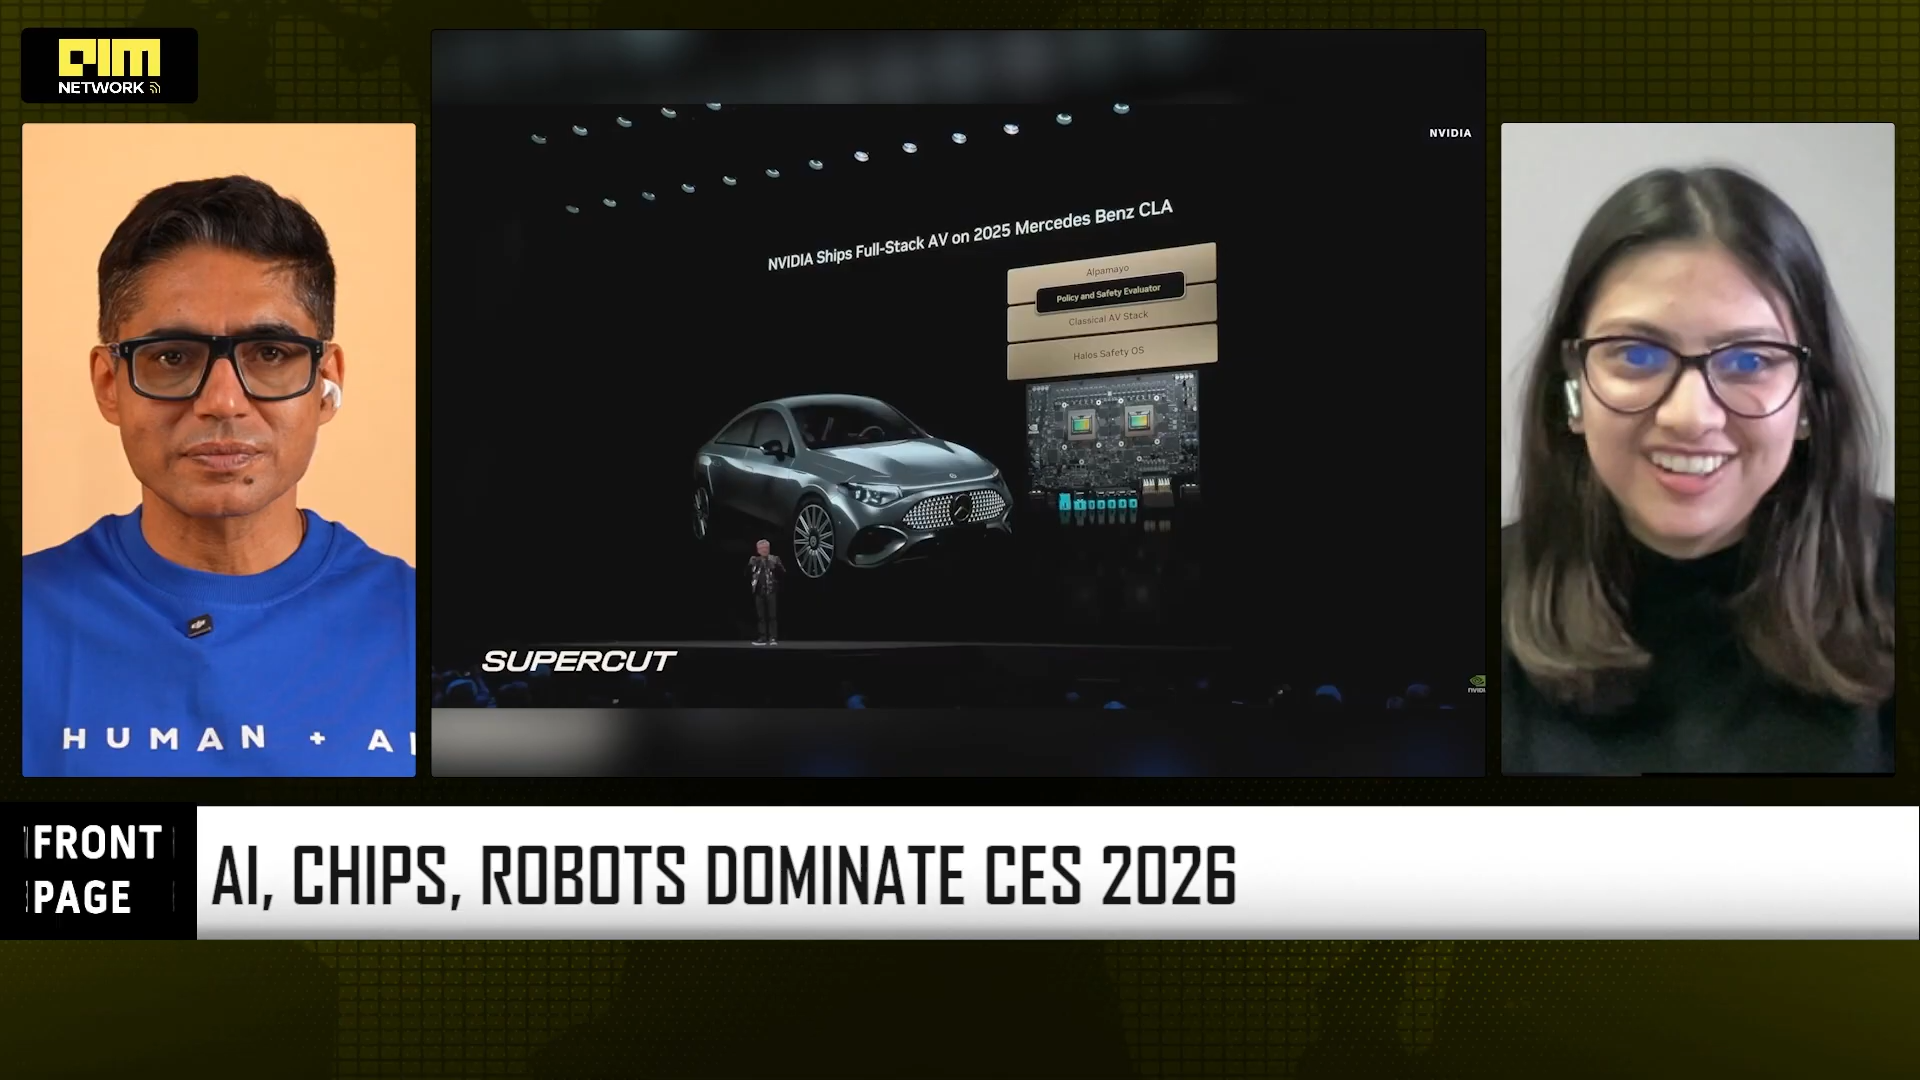 AIM
NETWORK
NVIDIA
NVIDIA Ships Full-Stack AV on 2025 Mercedes Benz CLA
Alpamayo
Policy and Safety Evaluator
Classical AV Stack
Halos Safety OS
SUPERCUT
NVIDI
HUMAN + AI
FRONT
PAGE
AI, CHIPS, ROBOTS DOMINATE CES 2026